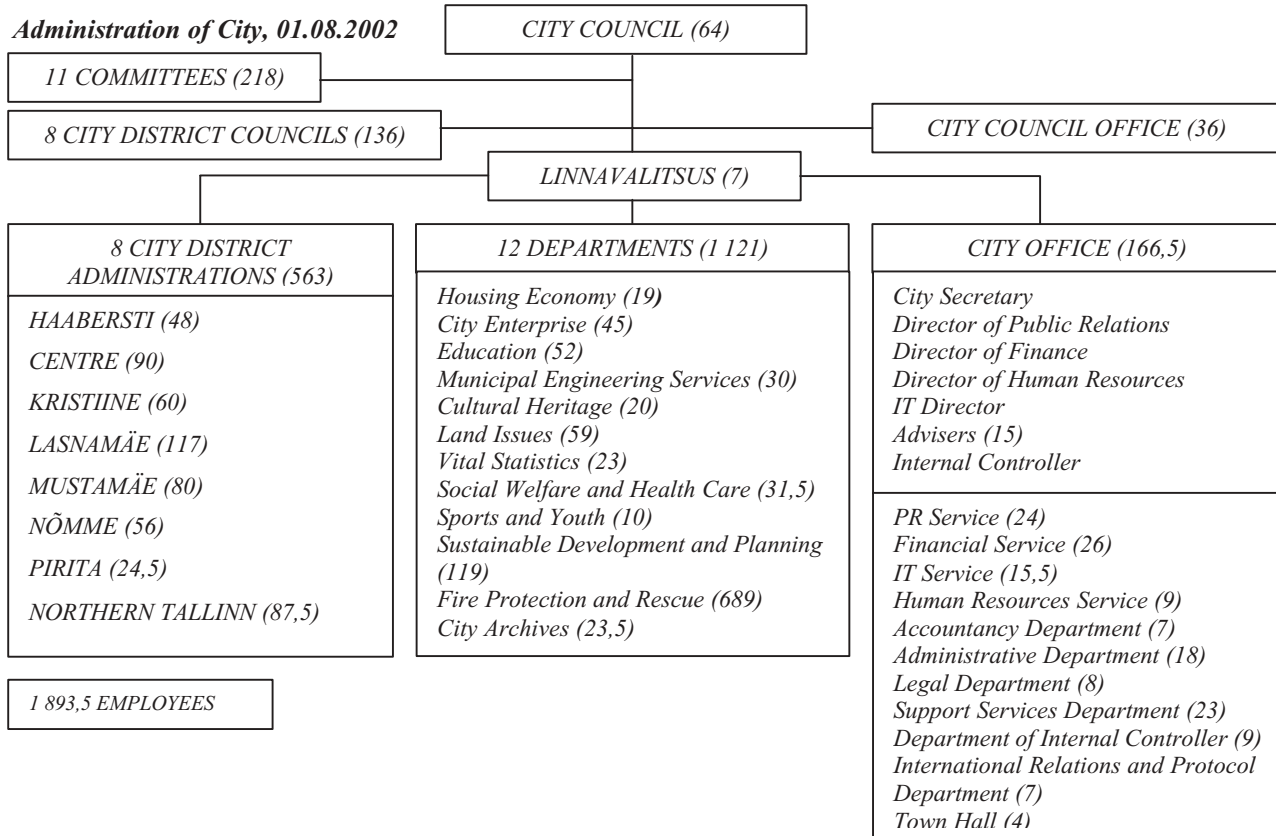 Administration of City, 01.08.2002
CITY COUNCIL (64)
11 COMMITTEES (218)
8 CITY DISTRICT COUNCILS (136)
CITY COUNCIL OFFICE (36)
LINNAVALITSUS (7)
8 CITY DISTRICT
ADMINISTRATIONS (563)
HAABERSTI (48)
CENTRE (90)
KRISTIINE (60)
LASNAMÄE (117)
MUSTAMÄE (80)
NÕMME (56)
PIRITA (24,5)
NORTHERN TALLINN (87,5)
1 893,5 EMPLOYEES
12 DEPARTMENTS (1 121)
Housing Economy (19)
City Enterprise (45)
Education (52)
Municipal Engineering Services (30)
Cultural Heritage (20)
Land Issues (59)
Vital Statistics (23)
Social Welfare and Health Care (31,5)
Sports and Youth (10)
Sustainable Development and Planning
(119)
Fire Protection and Rescue (689)
City Archives (23,5)
CITY OFFICE (166,5)
City Secretary
Director of Public Relations
Director of Finance
Director of Human Resources
IT Director
Advisers (15)
Internal Controller
PR Service (24)
Financial Service (26)
IT Service (15,5)
Human Resources Service (9)
Accountancy Department (7)
Administrative Department (18)
Legal Department (8)
Support Services Department (23)
Department of Internal Controller (9)
International Relations and Protocol
Department (7)
Town Hall (4)